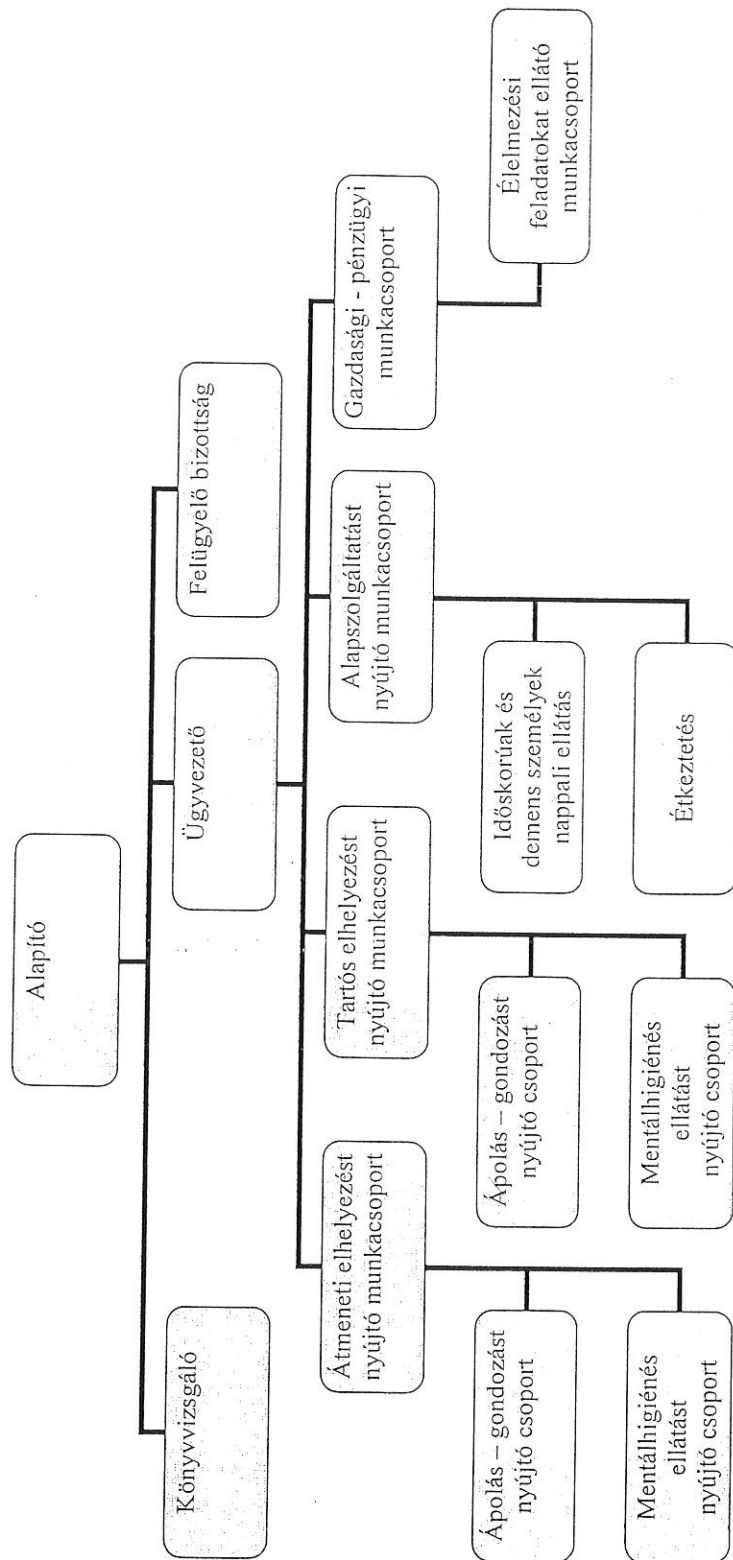 Alapító
Könyvvizsgáló
Ügyvezető
Felügyelő bizottság
Átmeneti elhelyezést
nyújtó munkacsoport
Tartós elhelyezést
nyújtó munkacsoport
Alapszolgáltatást
nyújtó munkacsoport
Gazdasági - pénzügyi
munkacsoport
Ápolás – gondozást
nyújtó csoport
Ápolás – gondozást
nyújtó csoport
Időskorúak és
demens személyek
nappali ellátás
Élelmezési
feladatokat ellátó
munkacsoport
Mentálhigiénés
ellátást
nyújtó csoport
Mentálhigiénés
ellátást
nyújtó csoport
Étkeztetés